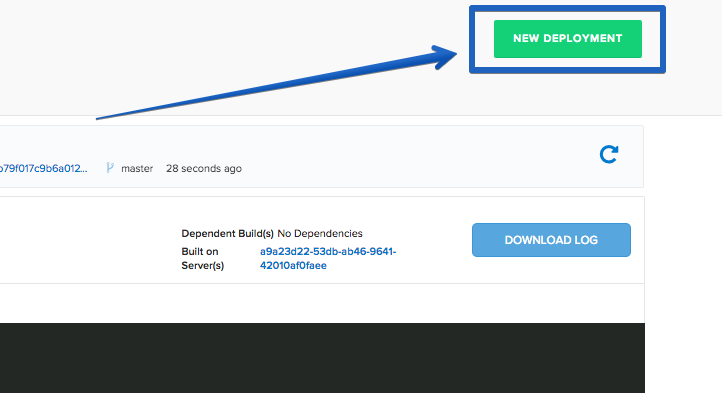 NEW DEPLOYMENT
b79f017c9b6a012... master 28 seconds ago
Dependent Build(s) No Dependencies
Built on Server(s) a9a23d22-53db-ab46-9641-42010af0faee
DOWNLOAD LOG